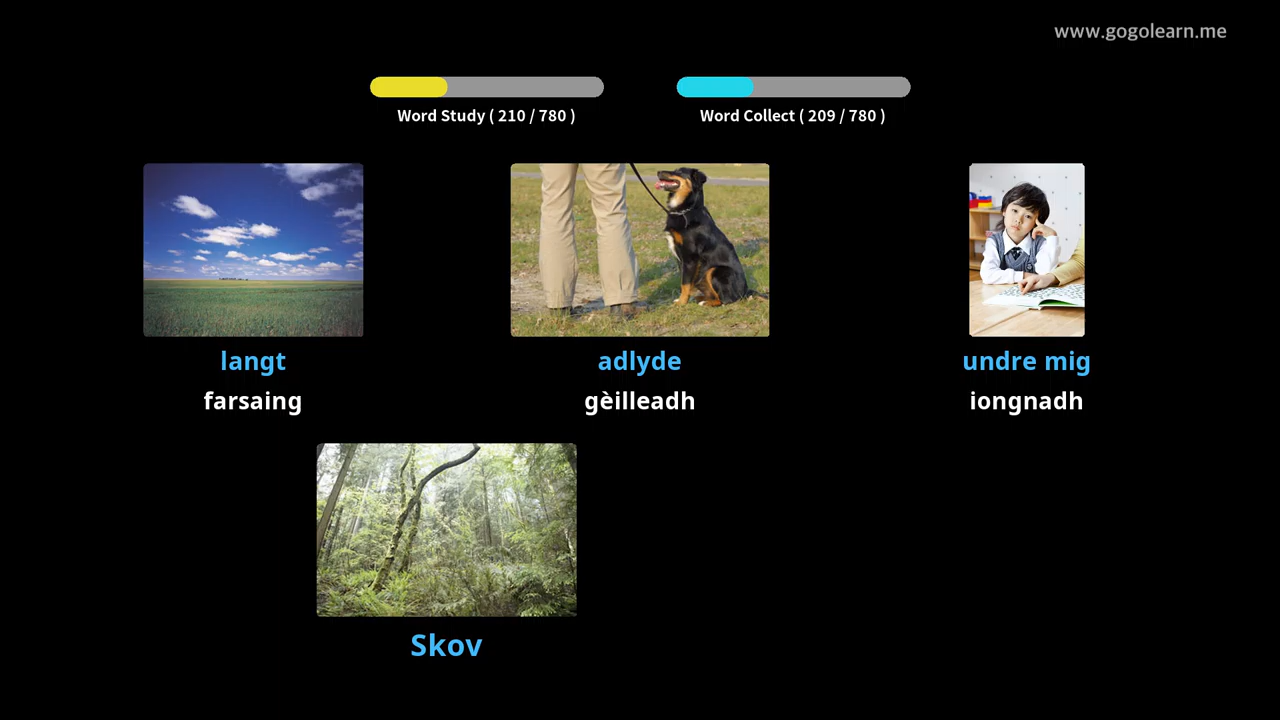 www.gogolearn.me
Word Study ( 210 / 780 )
Word Collect ( 209 / 780 )
langt
adlyde
undre mig
farsaing
gèilleadh
iongnadh
Skov